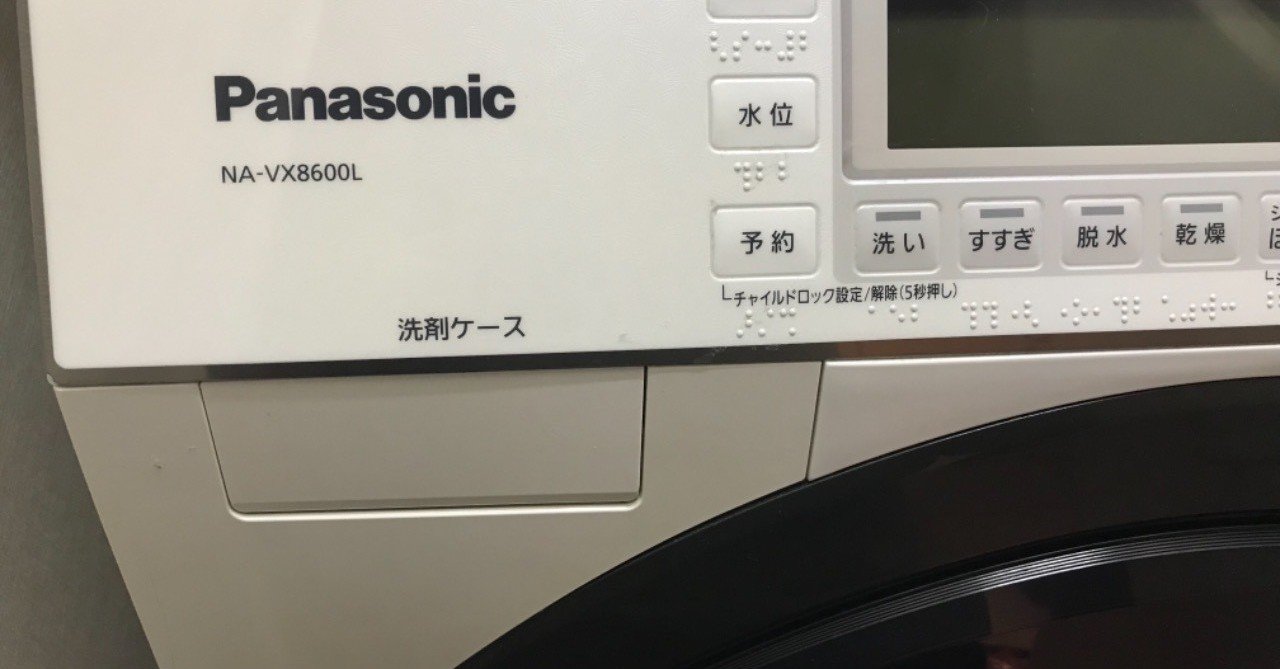 Panasonic
NA-VX8600L
水位
予約
洗い
すすぎ
脱水
乾燥
└チャイルドロック設定/解除(5秒押し)
洗剤ケース